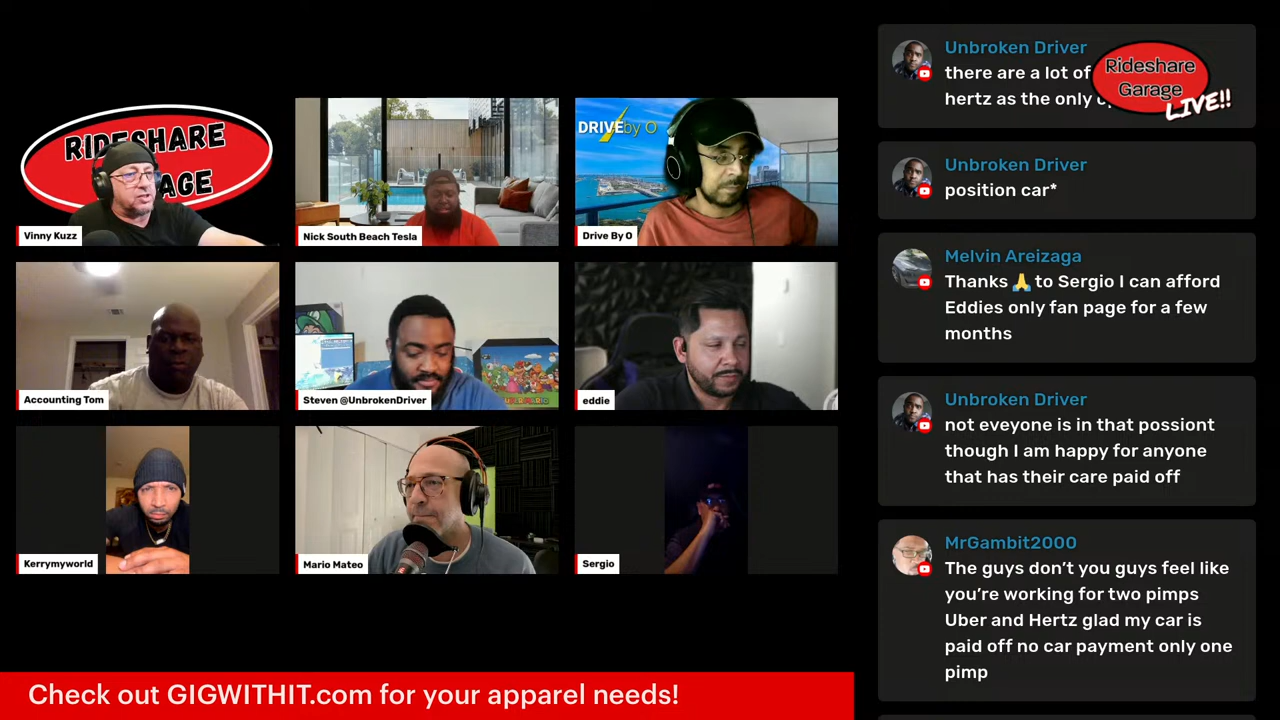 RIDESHARE
GARAGE
Vinny Kuzz
Nick South Beach Tesla
DRIVE by O
Drive By O
Accounting Tom
Steven @UnbrokenDriver
eddie
Kerrymyworld
Mario Mateo
Sergio
Check out GIGWITHIT.com for your apparel needs!
Unbroken Driver
there are a lot of
hertz as the only
Rideshare
Garage
LIVE!!
Unbroken Driver
position car*
Melvin Areizaga
Thanks 🙏 to Sergio I can afford
Eddies only fan page for a few
months
Unbroken Driver
not eveyone is in that possiont
though I am happy for anyone
that has their care paid off
MrGambit2000
The guys don’t you guys feel like
you’re working for two pimps
Uber and Hertz glad my car is
paid off no car payment only one
pimp